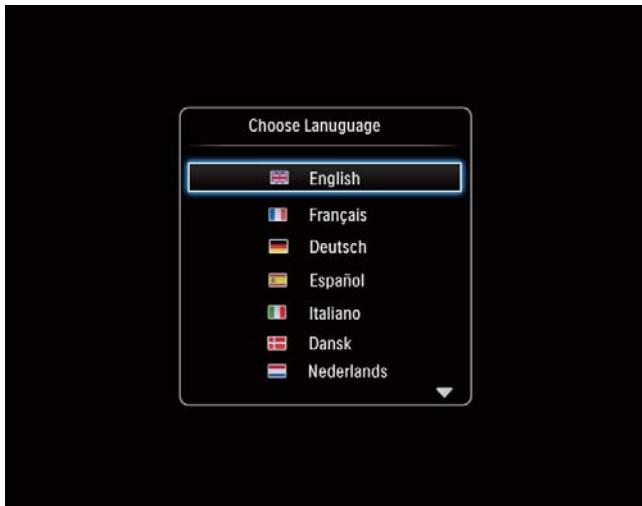 Choose Lanuguage
English
Français
Deutsch
Español
Italiano
Dansk
Nederlands